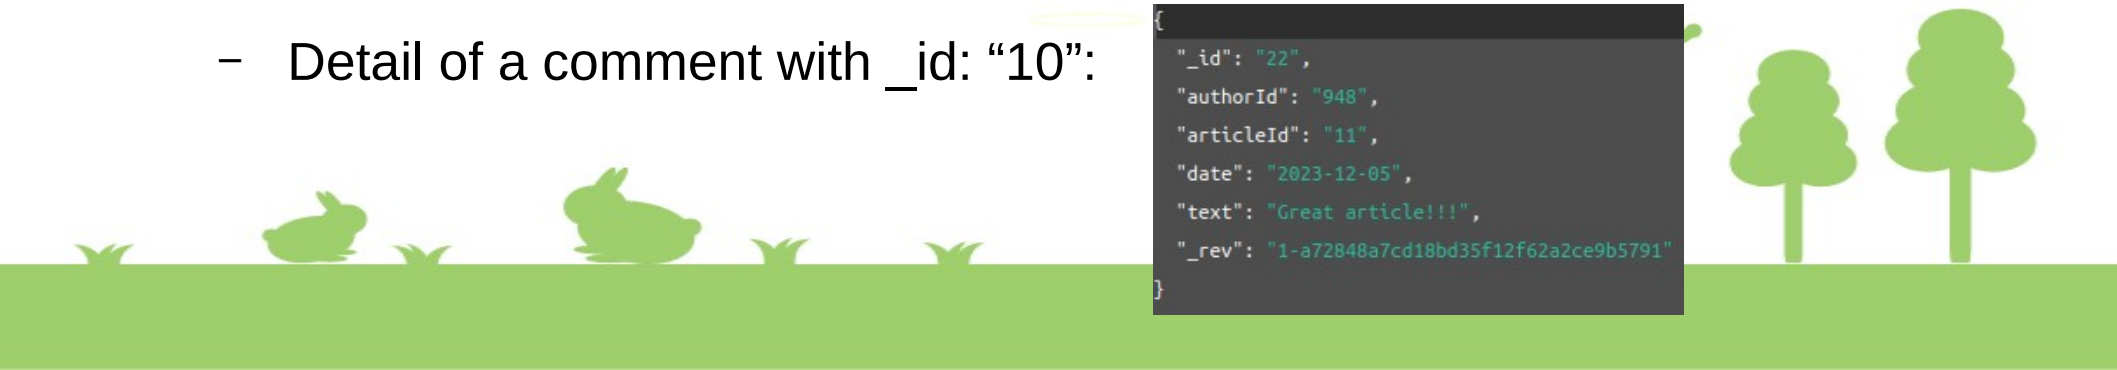 – Detail of a comment with _id: “10”:
{
"_id": "22",
"authorId": "948",
"articleId": "11",
"date": "2023-12-05",
"text": "Great article!!!",
"_rev": "1-a72848a7cd18bd35f12f62a2ce9b5791"
}